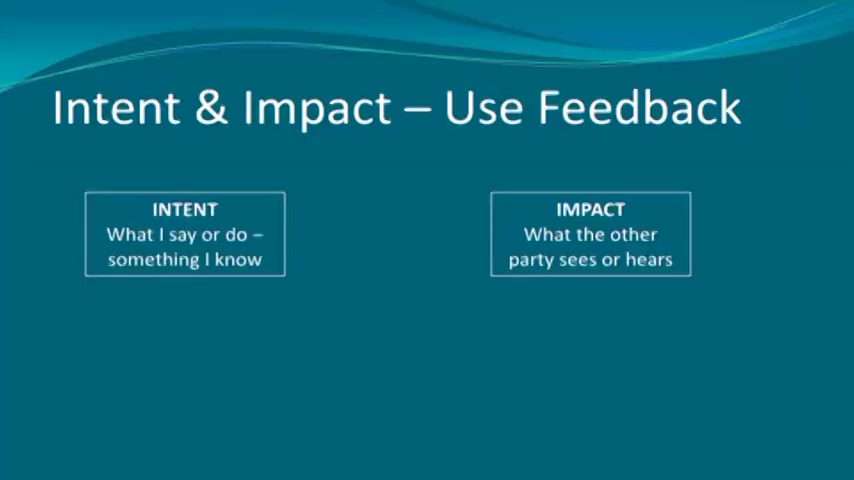 Intent & Impact – Use Feedback
INTENT
What I say or do –
something I know
IMPACT
What the other
party sees or hears